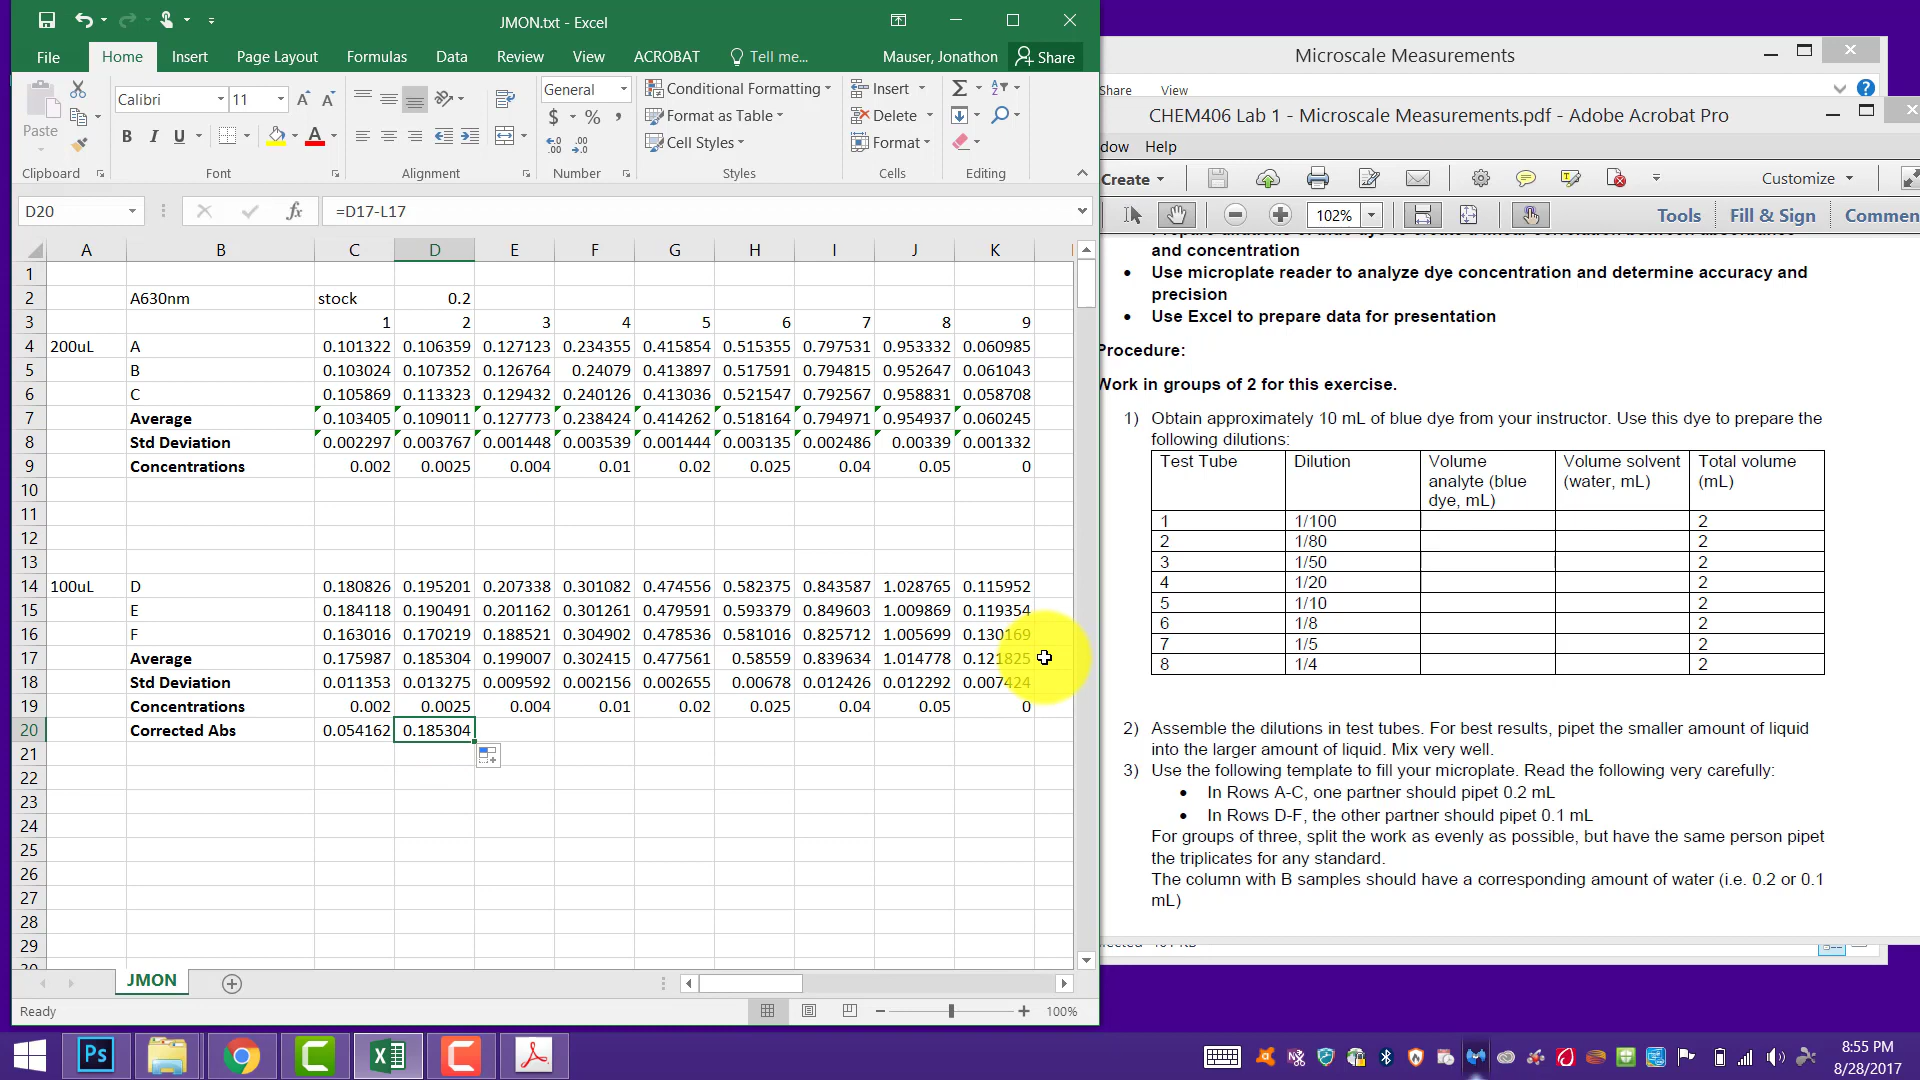 JMON.txt - Excel
File Home Insert Page Layout Formulas Data Review View ACROBAT Tell me... Mauser, Jonathon Share
Paste
Calibri 11
B I U
General
$ % ,
Conditional Formatting
Format as Table
Cell Styles
Insert
Delete
Format
Clipboard Font Alignment Number Styles Cells Editing
D20 fx =D17-L17
A B C D E F G H I J K
1
2 A630nm stock 0.2
3 1 2 3 4 5 6 7 8 9
4 200uL A 0.101322 0.106359 0.127123 0.234355 0.415854 0.515355 0.797531 0.953332 0.060985
5 B 0.103024 0.107352 0.126764 0.24079 0.413897 0.517591 0.794815 0.952647 0.061043
6 C 0.105869 0.113323 0.129432 0.240126 0.413036 0.521547 0.792567 0.958831 0.058708
7 Average 0.103405 0.109011 0.127773 0.238424 0.414262 0.518164 0.794971 0.954937 0.060245
8 Std Deviation 0.002297 0.003767 0.001448 0.003539 0.001444 0.003135 0.002486 0.00339 0.001332
9 Concentrations 0.002 0.0025 0.004 0.01 0.02 0.025 0.04 0.05 0
10
11
12
13
14 100uL D 0.180826 0.195201 0.207338 0.301082 0.474556 0.582375 0.843587 1.028765 0.115952
15 E 0.184118 0.190491 0.201162 0.301261 0.479591 0.593379 0.849603 1.009869 0.119354
16 F 0.163016 0.170219 0.188521 0.304902 0.478536 0.581016 0.825712 1.005699 0.130169
17 Average 0.175987 0.185304 0.199007 0.302415 0.477561 0.58559 0.839634 1.014778 0.121825
18 Std Deviation 0.011353 0.013275 0.009592 0.002156 0.002655 0.00678 0.012426 0.012292 0.007424
19 Concentrations 0.002 0.0025 0.004 0.01 0.02 0.025 0.04 0.05 0
20 Corrected Abs 0.054162 0.185304
21
22
23
24
25
26
27
28
29
JMON
Ready 100%
Microscale Measurements
Share View
CHEM406 Lab 1 - Microscale Measurements.pdf - Adobe Acrobat Pro
dow Help
Create Customize
102% Tools Fill & Sign Commen
and concentration
• Use microplate reader to analyze dye concentration and determine accuracy and
precision
• Use Excel to prepare data for presentation
Procedure:
Work in groups of 2 for this exercise.
1) Obtain approximately 10 mL of blue dye from your instructor. Use this dye to prepare the
following dilutions:
Test Tube Dilution Volume analyte (blue dye, mL) Volume solvent (water, mL) Total volume (mL)
1 1/100 2
2 1/80 2
3 1/50 2
4 1/20 2
5 1/10 2
6 1/8 2
7 1/5 2
8 1/4 2
2) Assemble the dilutions in test tubes. For best results, pipet the smaller amount of liquid
into the larger amount of liquid. Mix very well.
3) Use the following template to fill your microplate. Read the following very carefully:
• In Rows A-C, one partner should pipet 0.2 mL
• In Rows D-F, the other partner should pipet 0.1 mL
For groups of three, split the work as evenly as possible, but have the same person pipet
the triplicates for any standard.
The column with B samples should have a corresponding amount of water (i.e. 0.2 or 0.1
mL)
Ps
8:55 PM
8/28/2017